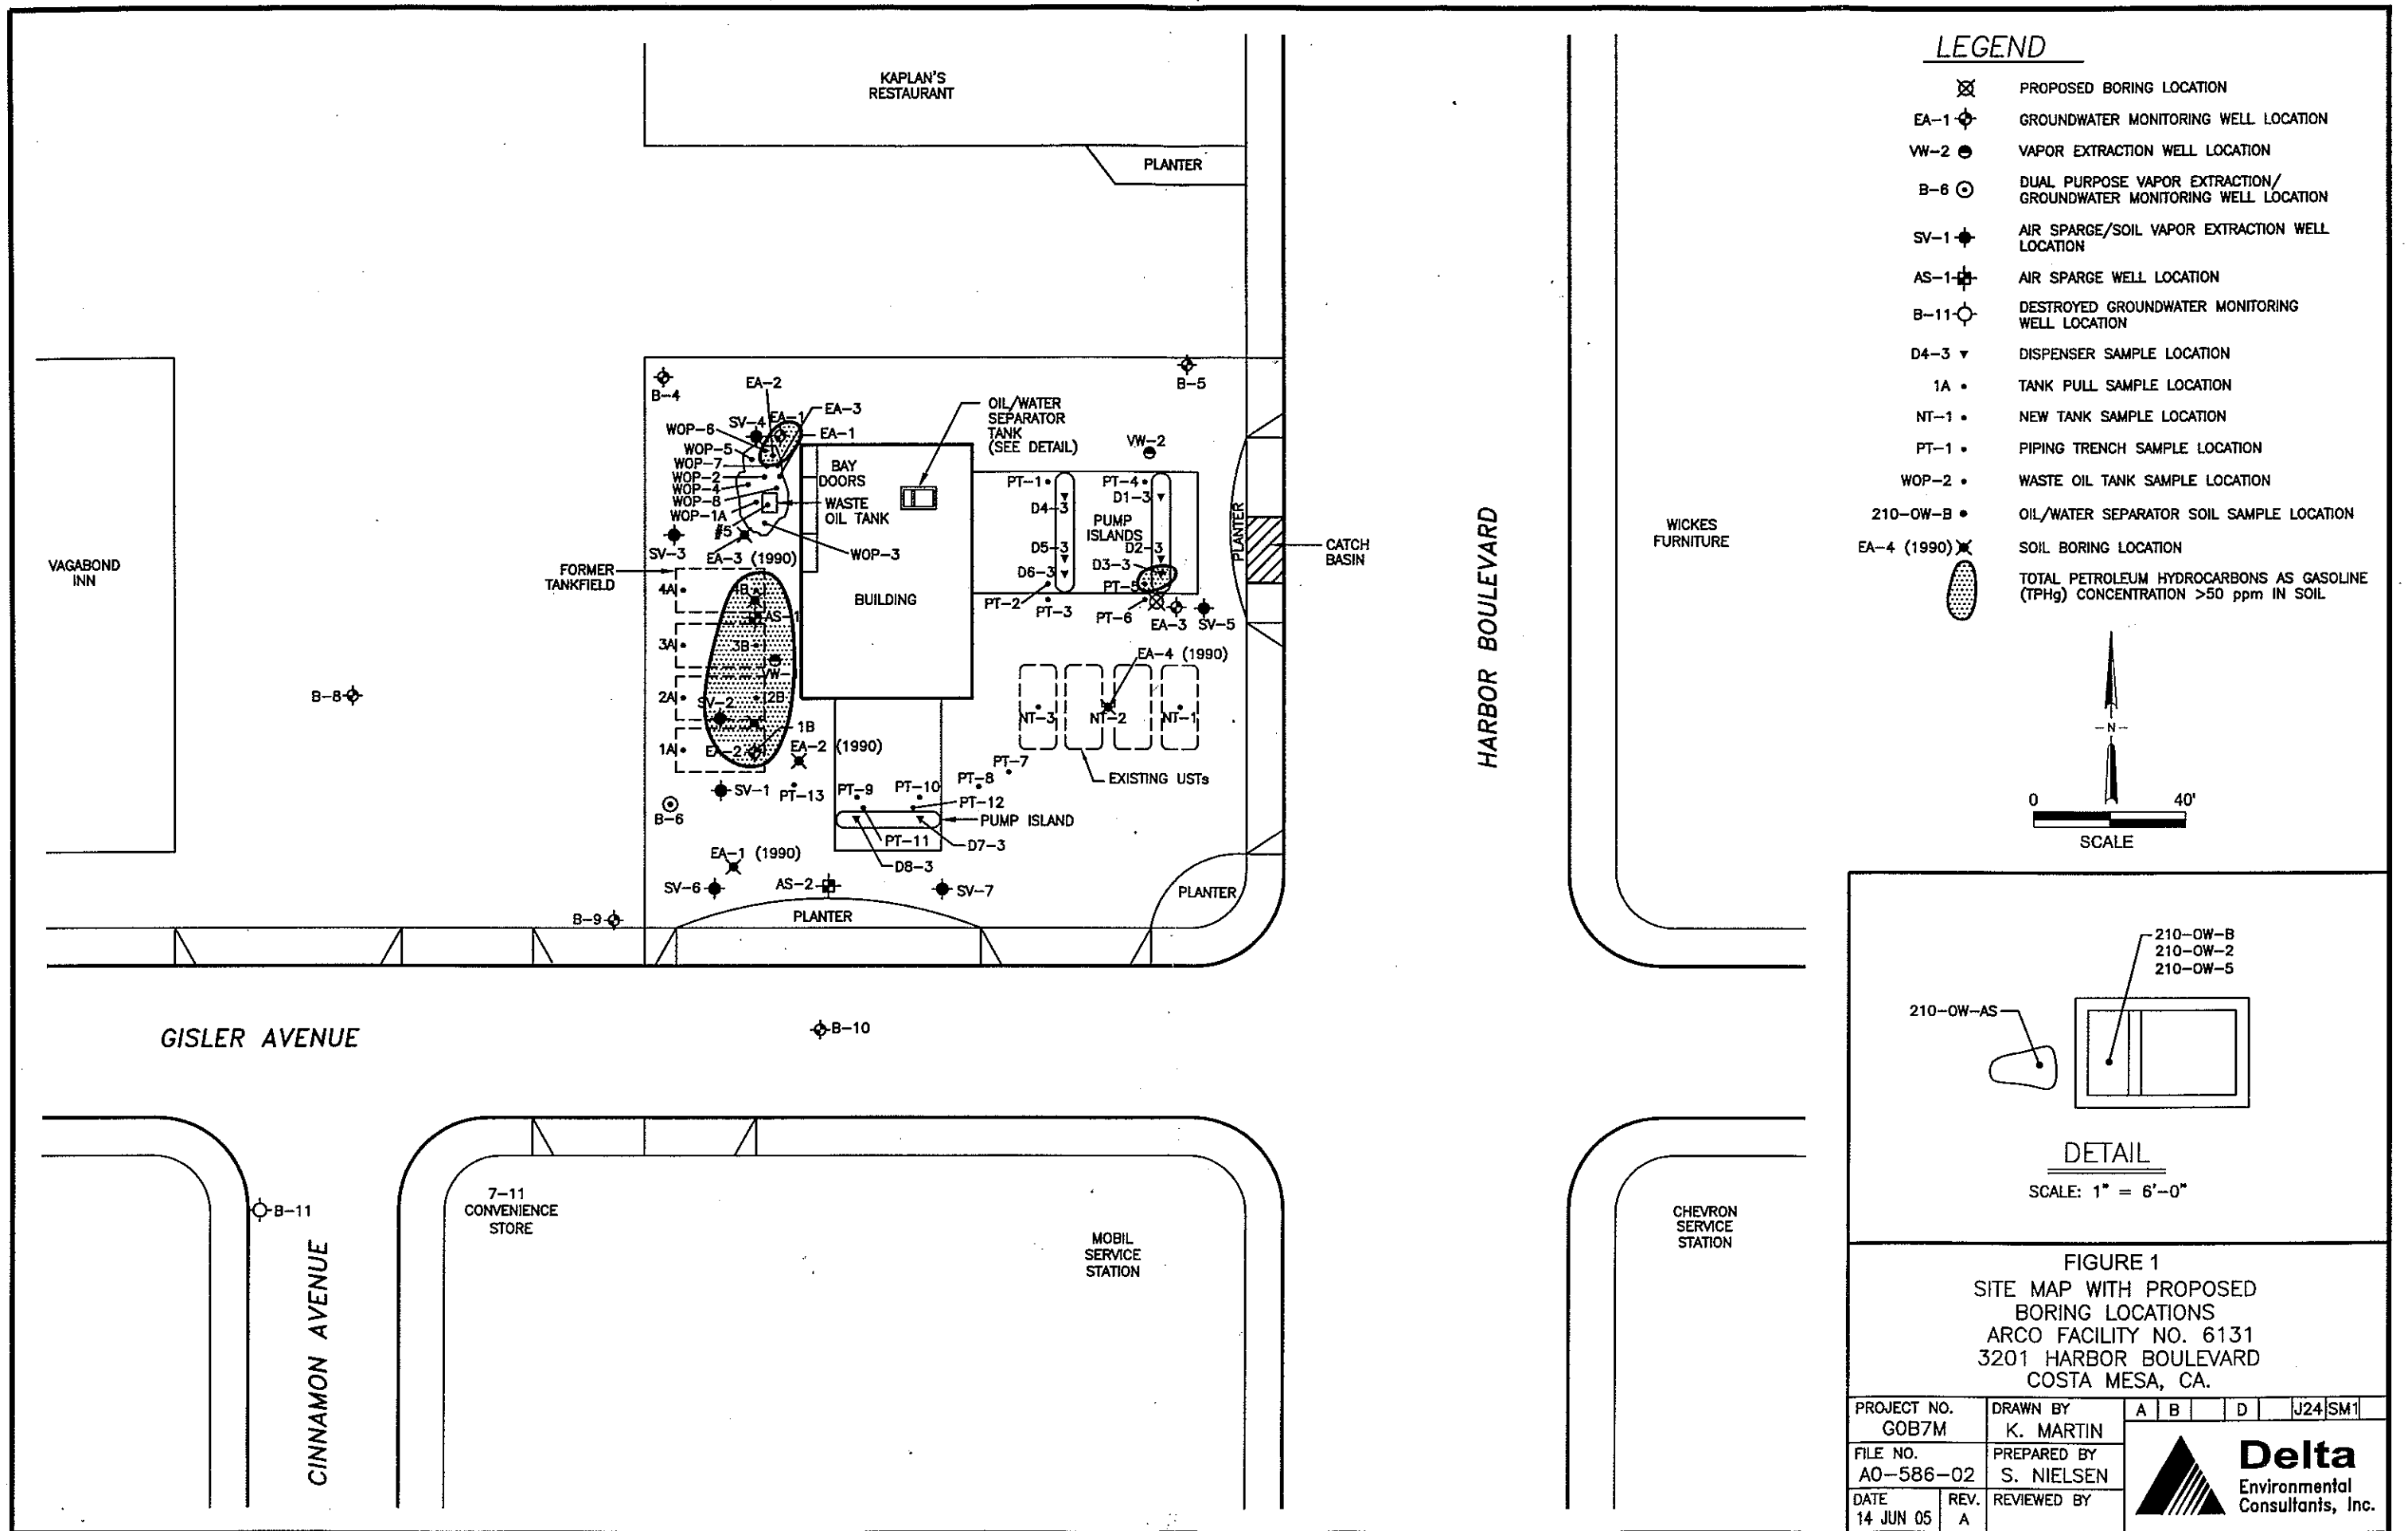 KAPLAN'S
RESTAURANT
PLANTER
B-4
B-5
EA-2
EA-3
SV-4
EA-1
EA-1
WOP-6
WOP-5
WOP-7
WOP-2
WOP-4
WOP-8
WOP-1A
#5
EA-3 (1990)
SV-3
BAY
DOORS
WASTE
OIL TANK
WOP-3
OIL/WATER
SEPARATOR
TANK
(SEE DETAIL)
VW-2
PT-1
PT-4
D1-3
D4-3
PUMP
ISLANDS
D5-3
D2-3
D6-3
D3-3
PT-5
PT-2
PT-3
PT-6
EA-3
SV-5
PLANTER
CATCH
BASIN
HARBOR BOULEVARD
WICKES
FURNITURE
VAGABOND
INN
FORMER
TANKFIELD
BUILDING
4A
4B
AS-1
3A
3B
VW-
2A
2B
SV-2
1B
1A
EA-2
EA-2 (1990)
B-8
EA-4 (1990)
NT-3
NT-2
NT-1
EXISTING USTs
PT-7
PT-8
SV-1
PT-13
PT-9
PT-10
PT-12
B-6
PUMP ISLAND
PT-11
D7-3
D8-3
EA-1 (1990)
SV-6
AS-2
SV-7
PLANTER
PLANTER
B-9
GISLER AVENUE
B-10
B-11
CINNAMON AVENUE
7-11
CONVENIENCE
STORE
MOBIL
SERVICE
STATION
CHEVRON
SERVICE
STATION
LEGEND
PROPOSED BORING LOCATION
EA-1 GROUNDWATER MONITORING WELL LOCATION
VW-2 VAPOR EXTRACTION WELL LOCATION
B-6 DUAL PURPOSE VAPOR EXTRACTION/
GROUNDWATER MONITORING WELL LOCATION
SV-1 AIR SPARGE/SOIL VAPOR EXTRACTION WELL
LOCATION
AS-1 AIR SPARGE WELL LOCATION
B-11 DESTROYED GROUNDWATER MONITORING
WELL LOCATION
D4-3 DISPENSER SAMPLE LOCATION
1A TANK PULL SAMPLE LOCATION
NT-1 NEW TANK SAMPLE LOCATION
PT-1 PIPING TRENCH SAMPLE LOCATION
WOP-2 WASTE OIL TANK SAMPLE LOCATION
210-OW-B OIL/WATER SEPARATOR SOIL SAMPLE LOCATION
EA-4 (1990) SOIL BORING LOCATION
TOTAL PETROLEUM HYDROCARBONS AS GASOLINE
(TPHg) CONCENTRATION >50 ppm IN SOIL
-N-
0 40'
SCALE
210-OW-B
210-OW-2
210-OW-5
210-OW-AS
DETAIL
SCALE: 1" = 6'-0"
FIGURE 1
SITE MAP WITH PROPOSED
BORING LOCATIONS
ARCO FACILITY NO. 6131
3201 HARBOR BOULEVARD
COSTA MESA, CA.
PROJECT NO.
G0B7M
DRAWN BY
K. MARTIN
A B D J24 SM1
FILE NO.
A0-586-02
PREPARED BY
S. NIELSEN
DATE
14 JUN 05
REV.
A
REVIEWED BY
Delta
Environmental
Consultants, Inc.